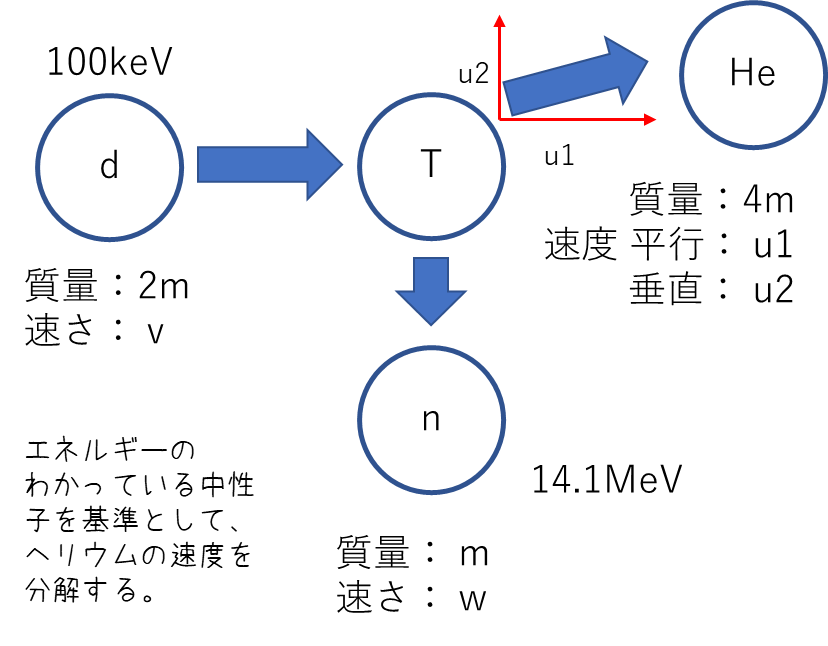 100keV
d
T
u2
u1
He
質量：2m
速さ： v
質量：4m
速度 平行： u1
垂直： u2
n
14.1MeV
質量： m
速さ： w
エネルギーの
わかっている中性
子を基準として、
ヘリウムの速度を
分解する。